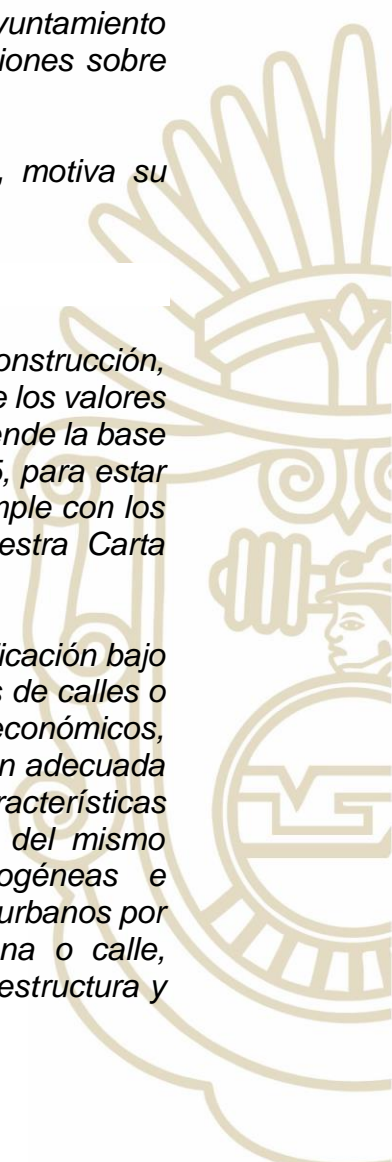 yuntamiento
iones sobre
, motiva su
onstrucción,
e los valores
ende la base
5, para estar
mple con los
estra Carta
icación bajo
s de calles o
económicos,
n adecuada
racterísticas
del mismo
ogéneas e
urbanos por
na o calle,
estructura y